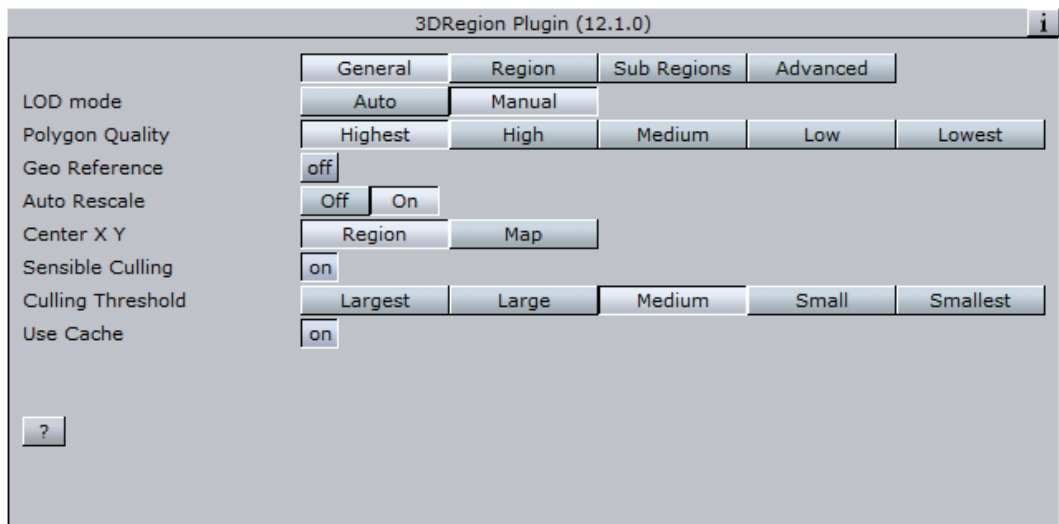 3DRegion Plugin (12.1.0) i
General Region Sub Regions Advanced
LOD mode Auto Manual
Polygon Quality Highest High Medium Low Lowest
Geo Reference off
Auto Rescale Off On
Center X Y Region Map
Sensible Culling on
Culling Threshold Largest Large Medium Small Smallest
Use Cache on
?